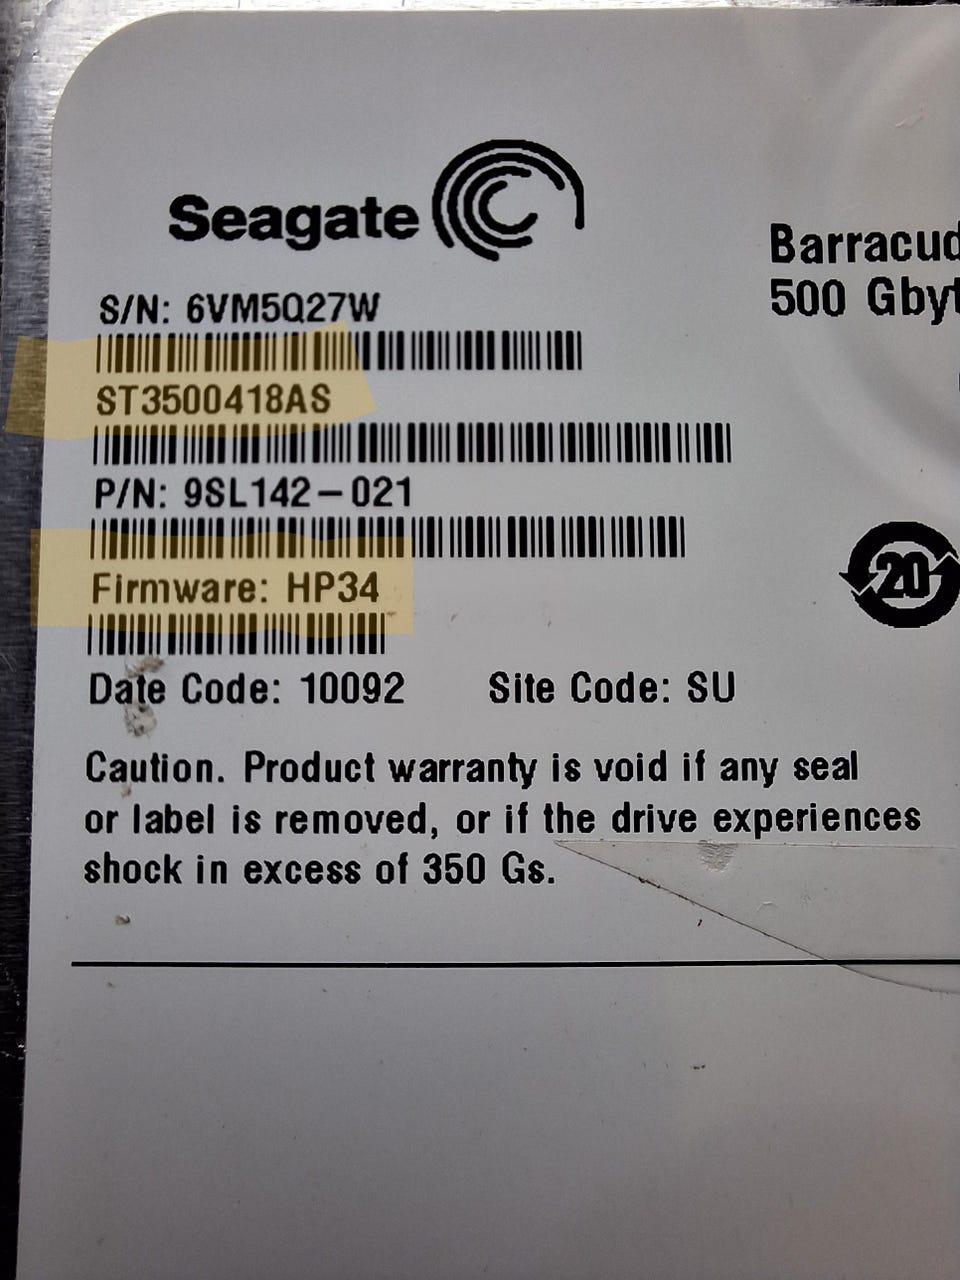 Seagate
Barracud
500 Gbyt
S/N: 6VM5Q27W
ST3500418AS
P/N: 9SL142-021
Firmware: HP34
20
Date Code: 10092 Site Code: SU
Caution. Product warranty is void if any seal
or label is removed, or if the drive experiences
shock in excess of 350 Gs.